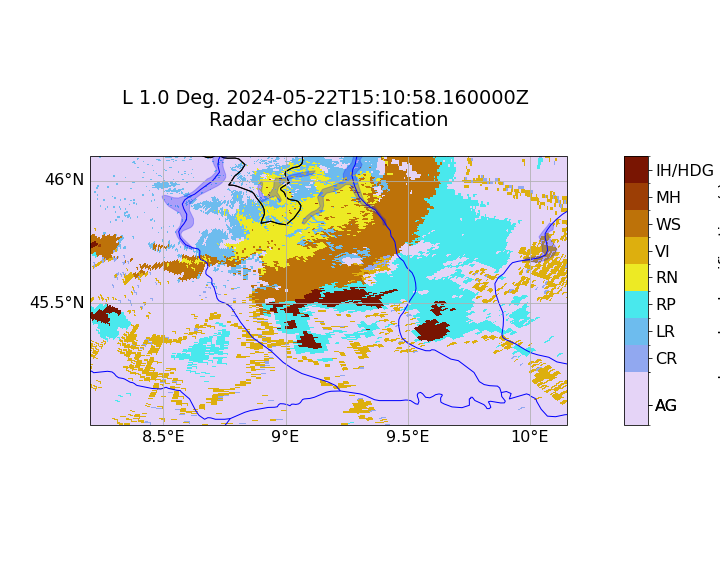 L 1.0 Deg. 2024-05-22T15:10:58.160000Z
Radar echo classification
46°N
45.5°N
8.5°E
9°E
9.5°E
10°E
IH/HDG
MH
WS
VI
RN
RP
LR
CR
AG